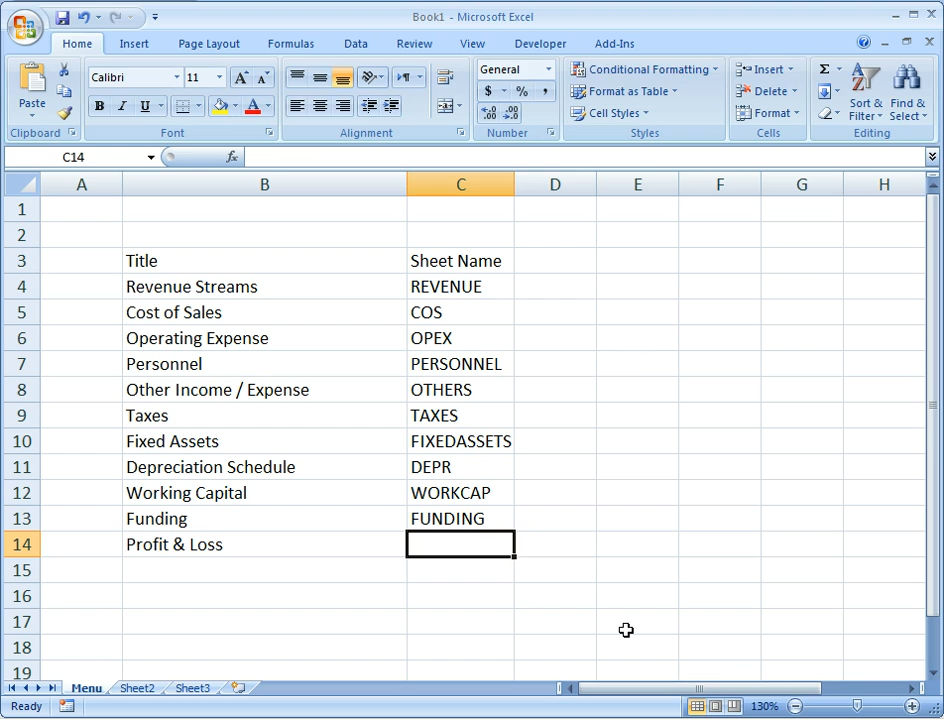 Book1 - Microsoft Excel
Home Insert Page Layout Formulas Data Review View Developer Add-Ins
Paste
Calibri 11
B I U
General
$ % ,
Conditional Formatting
Format as Table
Cell Styles
Insert
Delete
Format
Sort & Filter
Find & Select
Clipboard Font Alignment Number Styles Cells Editing
C14 fx
A B C D E F G H
1
2
3 Title Sheet Name
4 Revenue Streams REVENUE
5 Cost of Sales COS
6 Operating Expense OPEX
7 Personnel PERSONNEL
8 Other Income / Expense OTHERS
9 Taxes TAXES
10 Fixed Assets FIXEDASSETS
11 Depreciation Schedule DEPR
12 Working Capital WORKCAP
13 Funding FUNDING
14 Profit & Loss
15
16
17
18
19
Menu Sheet2 Sheet3
Ready 130%